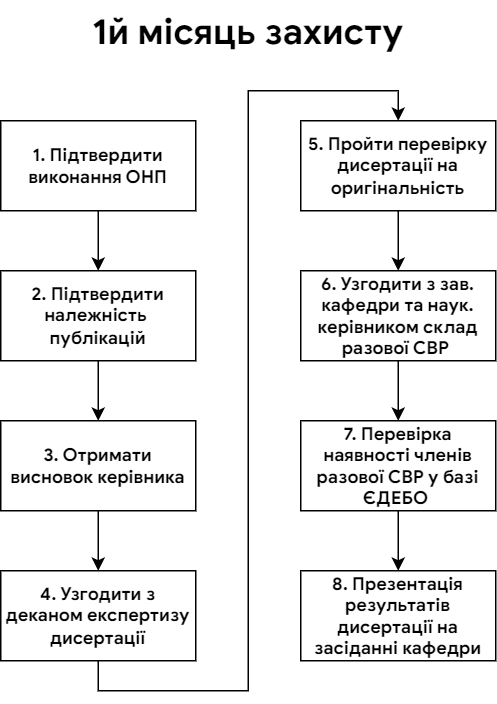 1й місяць захисту
1. Підтвердити
виконання ОНП
2. Підтвердити
належність
публікацій
3. Отримати
висновок керівника
4. Узгодити з
деканом експертизу
дисертації
5. Пройти перевірку
дисертації на
оригінальність
6. Узгодити з зав.
кафедри та наук.
керівником склад
разової СВР
7. Перевірка
наявності членів
разової СВР у базі
ЄДЕБО
8. Презентація
результатів
дисертації на
засіданні кафедри